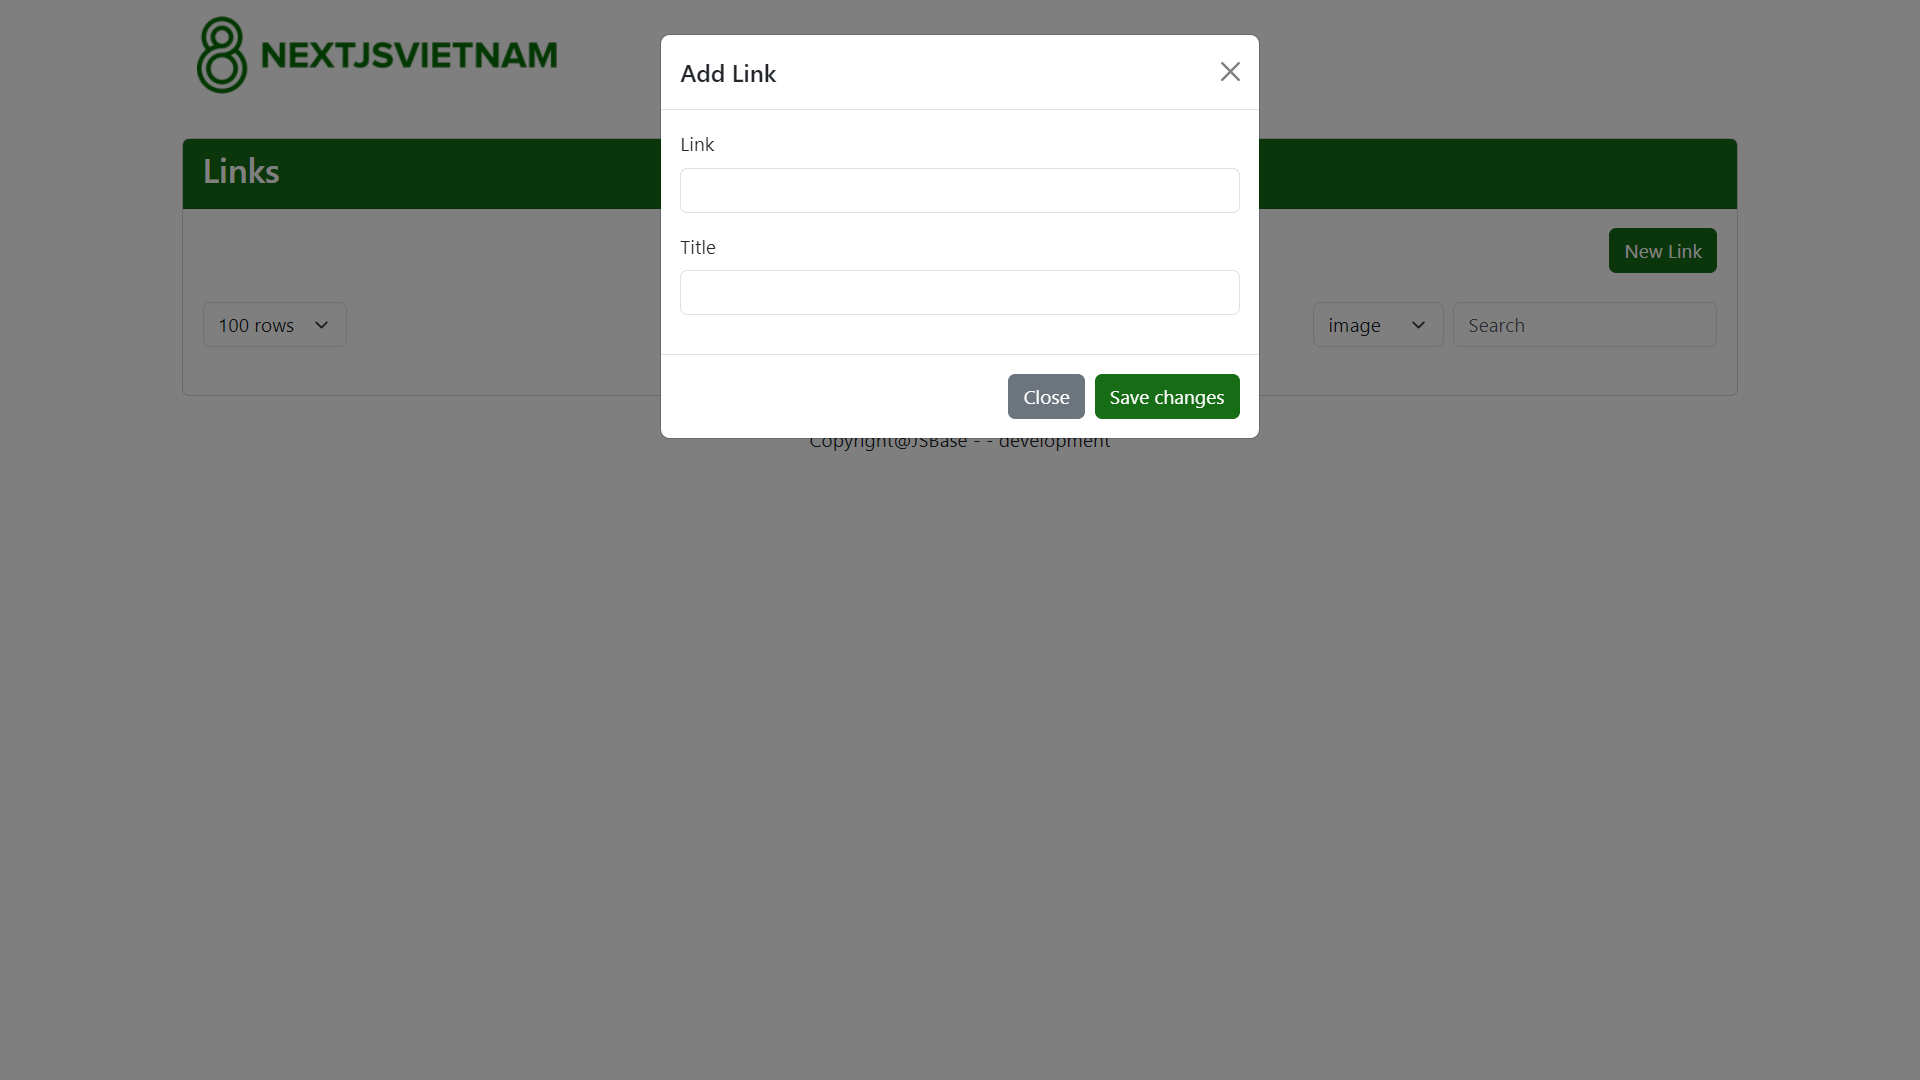 NEXTJSVIETNAM
Add Link
Link
Title
Close
Save changes
Links
New Link
100 rows
image
Search
Copyright@JSBase - - development